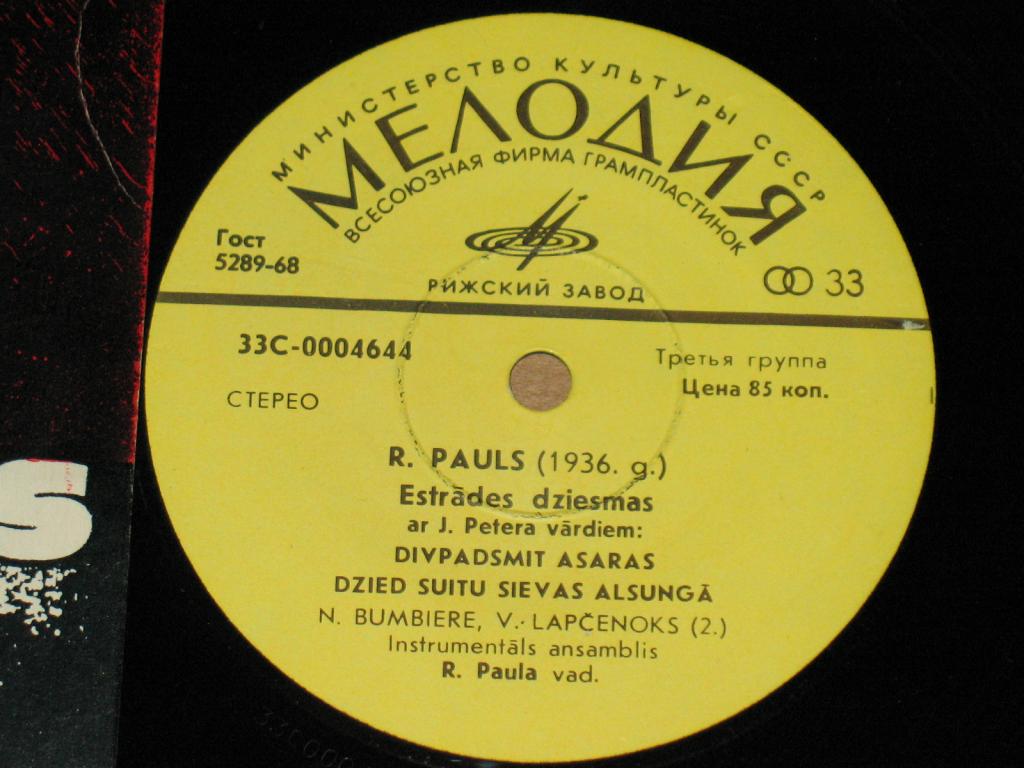 МИНИСТЕРСТВО КУЛЬТУРЫ СССР
МЕЛОДИЯ
ВСЕСОЮЗНАЯ ФИРМА ГРАМПЛАСТИНОК
Гост
5289-68
33
РИЖСКИЙ ЗАВОД
33С-0004644
Третья группа
Цена 85 коп.
СТЕРЕО
R. PAULS (1936. g.)
Estrādes dziesmas
ar J. Petera vārdiem:
DIVPADSMIT ASARAS
DZIED SUITU SIEVAS ALSUNGĀ
N. BUMBIERE, V. LAPČENOKS (2.)
Instrumentāls ansamblis
R. Paula vad.
S